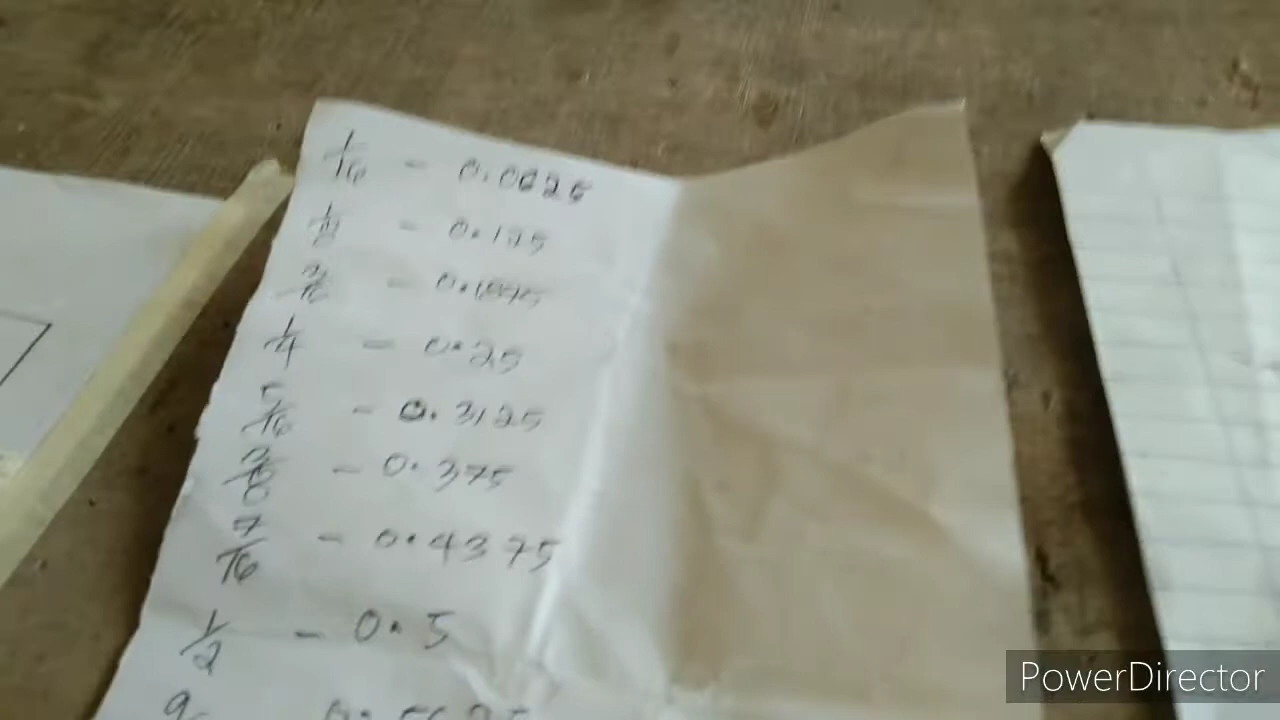 1/16 - 0.0625
1/8 - 0.125
3/16 - 0.1875
1/4 - 0.25
5/16 - 0.3125
3/8 - 0.375
7/16 - 0.4375
1/2 - 0.5
PowerDirector